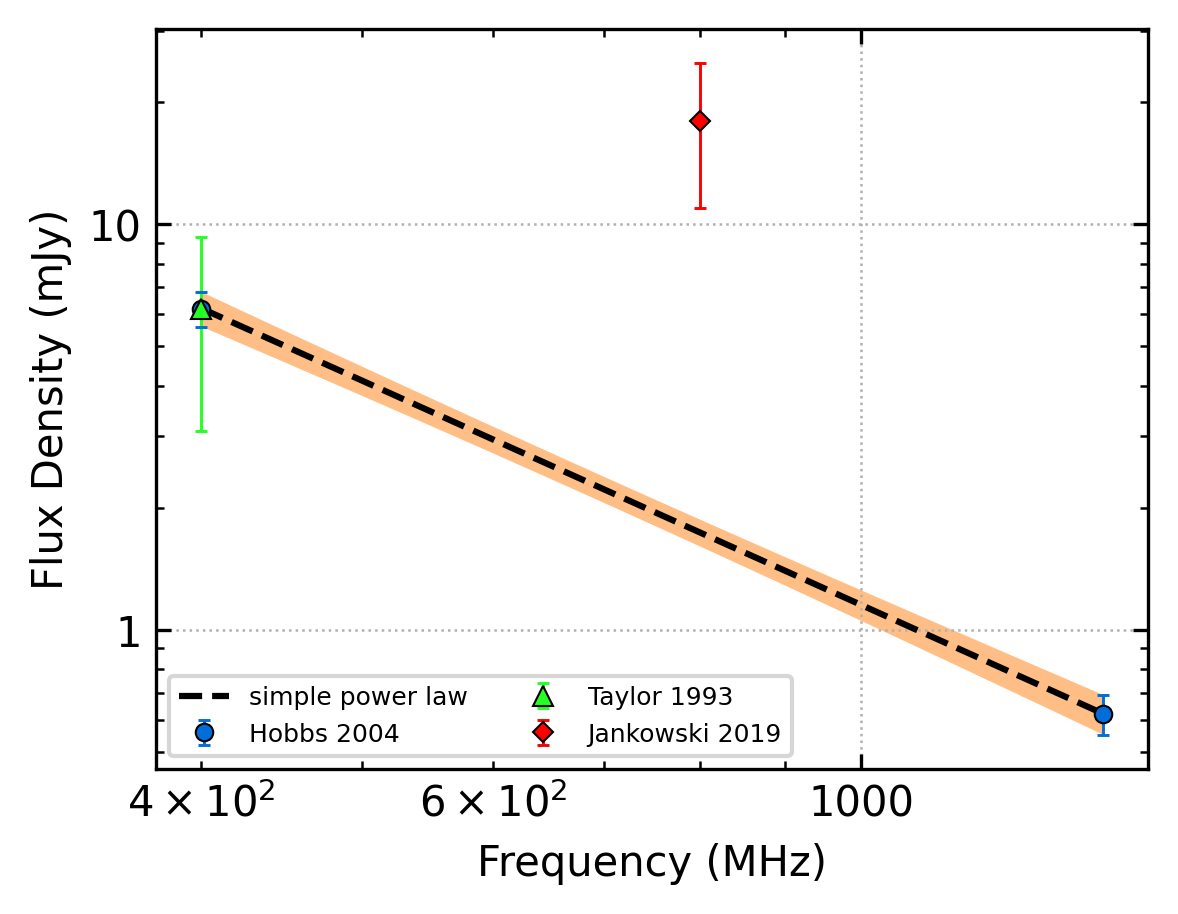 Flux Density (mJy)
10
1
simple power law
Hobbs 2004
Taylor 1993
Jankowski 2019
4 × 10²
6 × 10²
1000
Frequency (MHz)